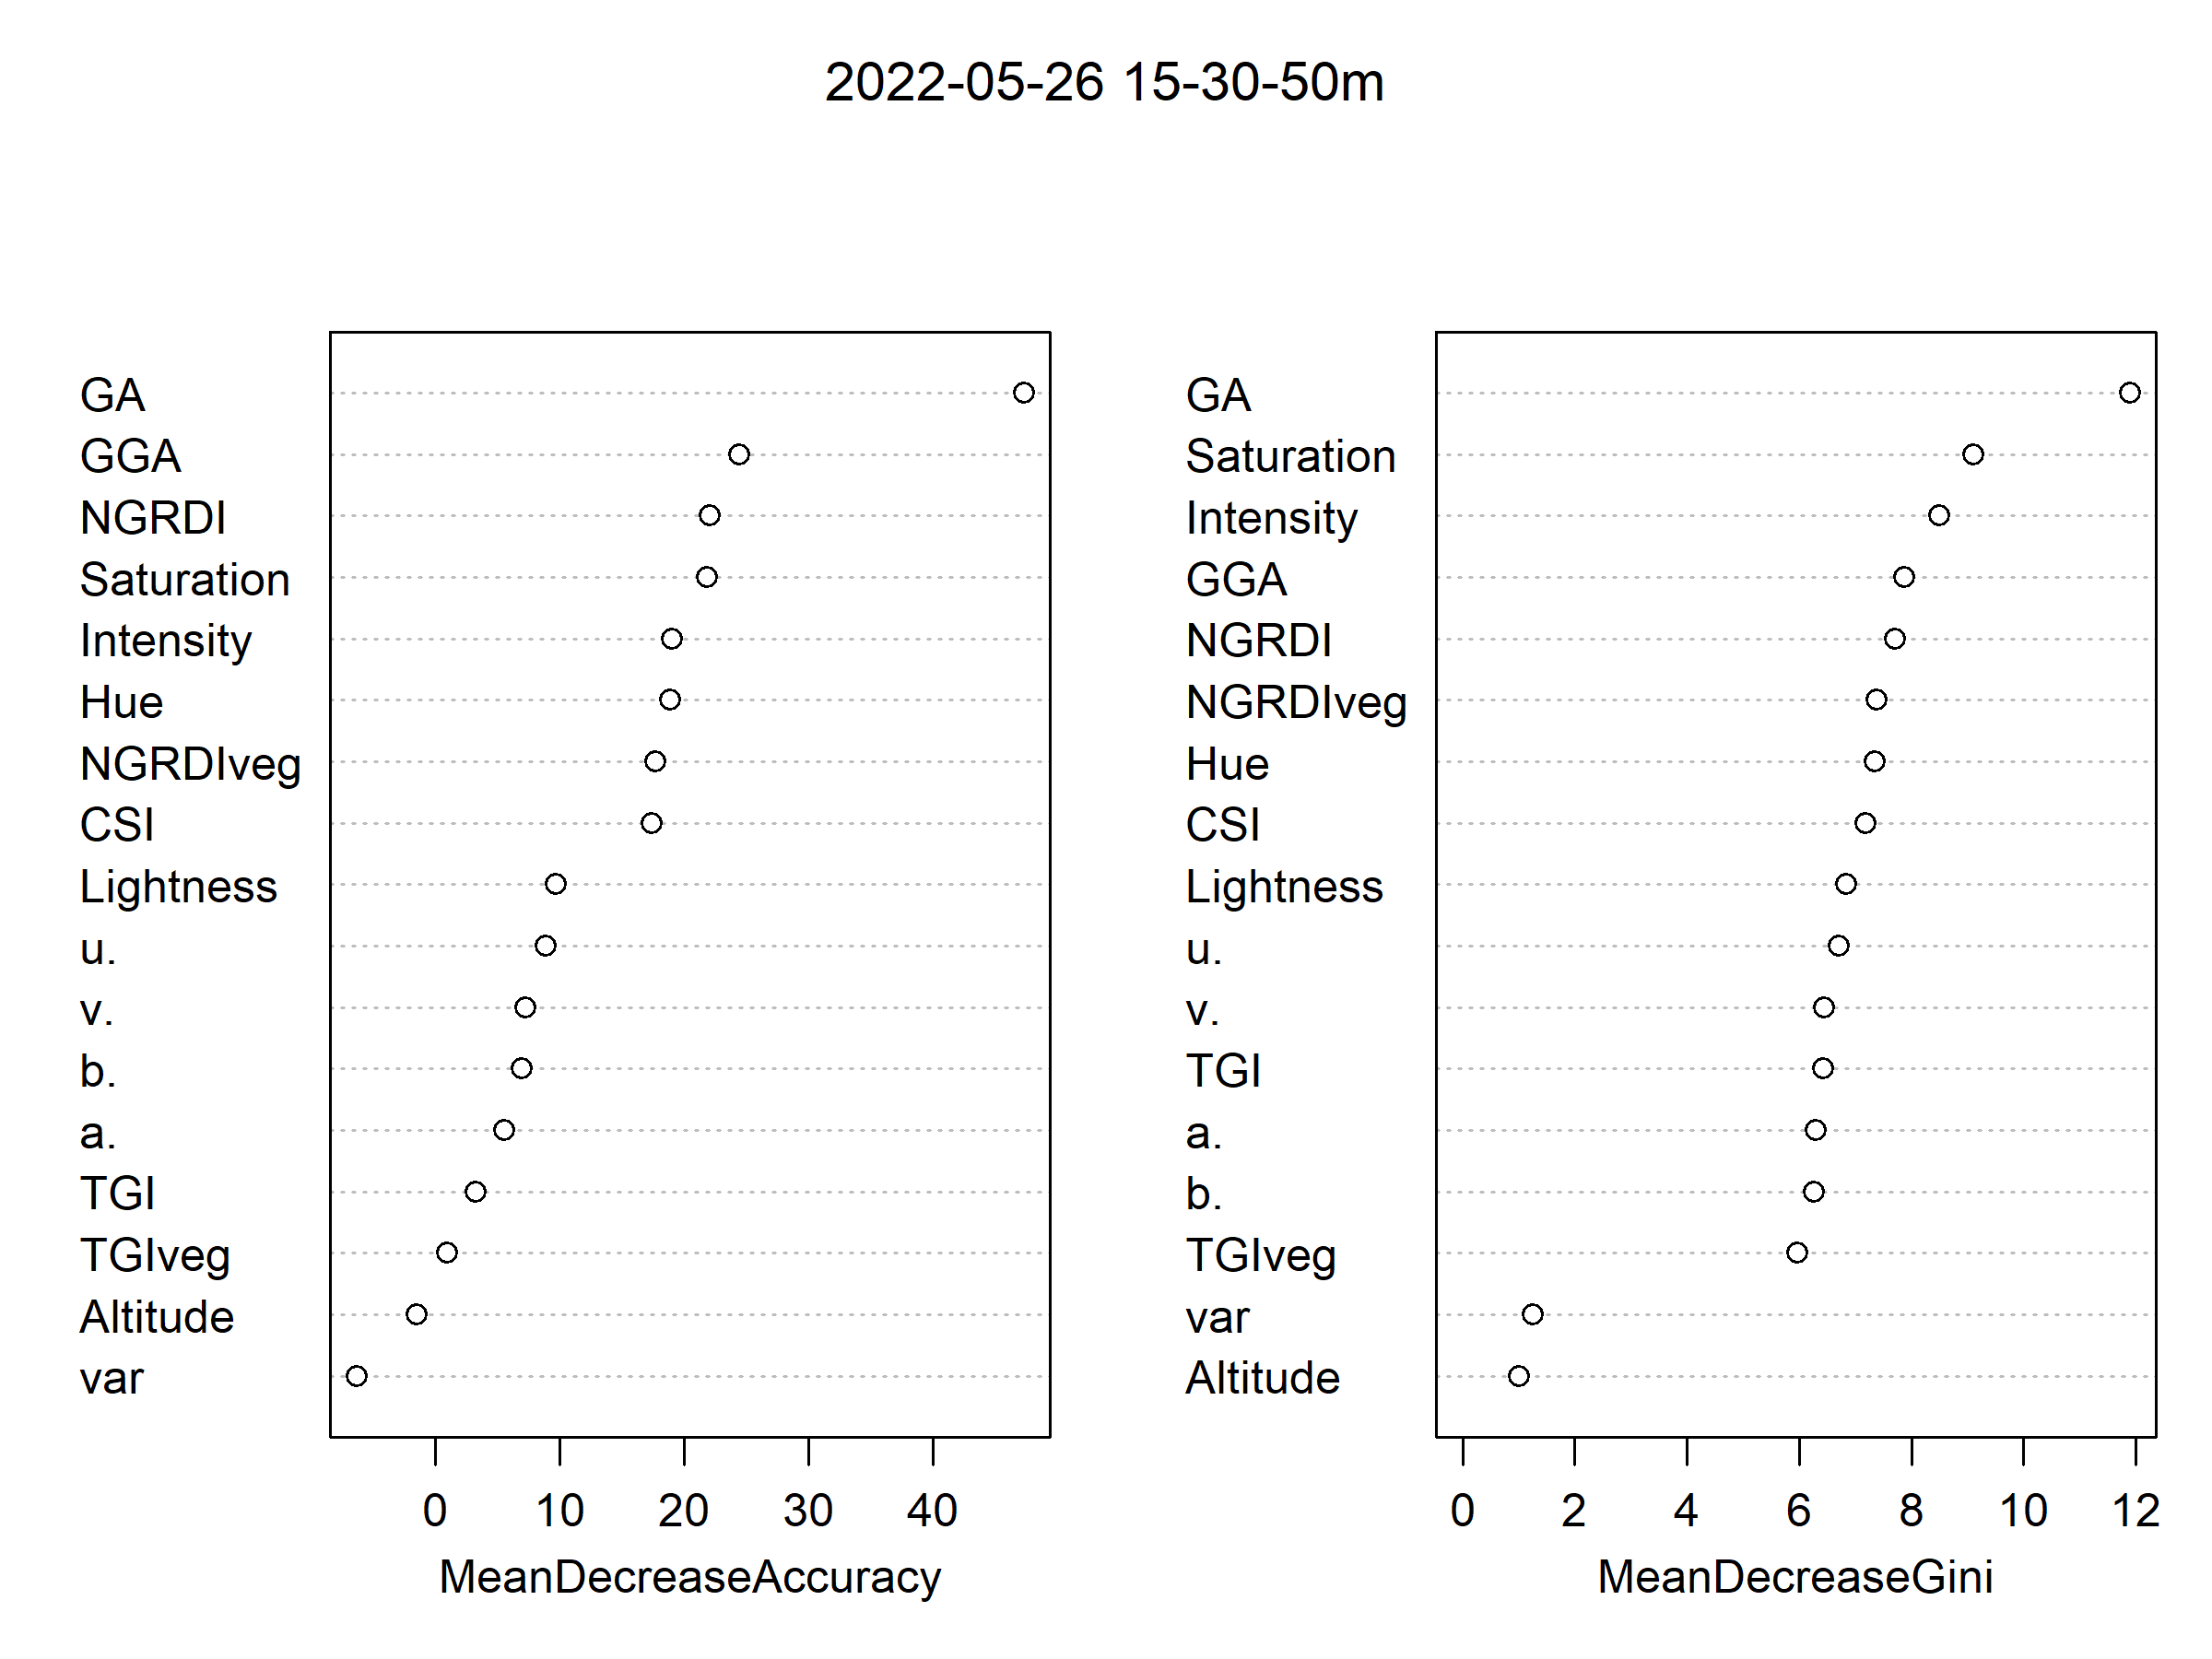 2022-05-26 15-30-50m
GA
GGA
NGRDI
Saturation
Intensity
Hue
NGRDIveg
CSI
Lightness
u.
v.
b.
a.
TGI
TGIveg
Altitude
var
0 10 20 30 40
MeanDecreaseAccuracy
GA
Saturation
Intensity
GGA
NGRDI
NGRDIveg
Hue
CSI
Lightness
u.
v.
TGI
a.
b.
TGIveg
var
Altitude
0 2 4 6 8 10 12
MeanDecreaseGini